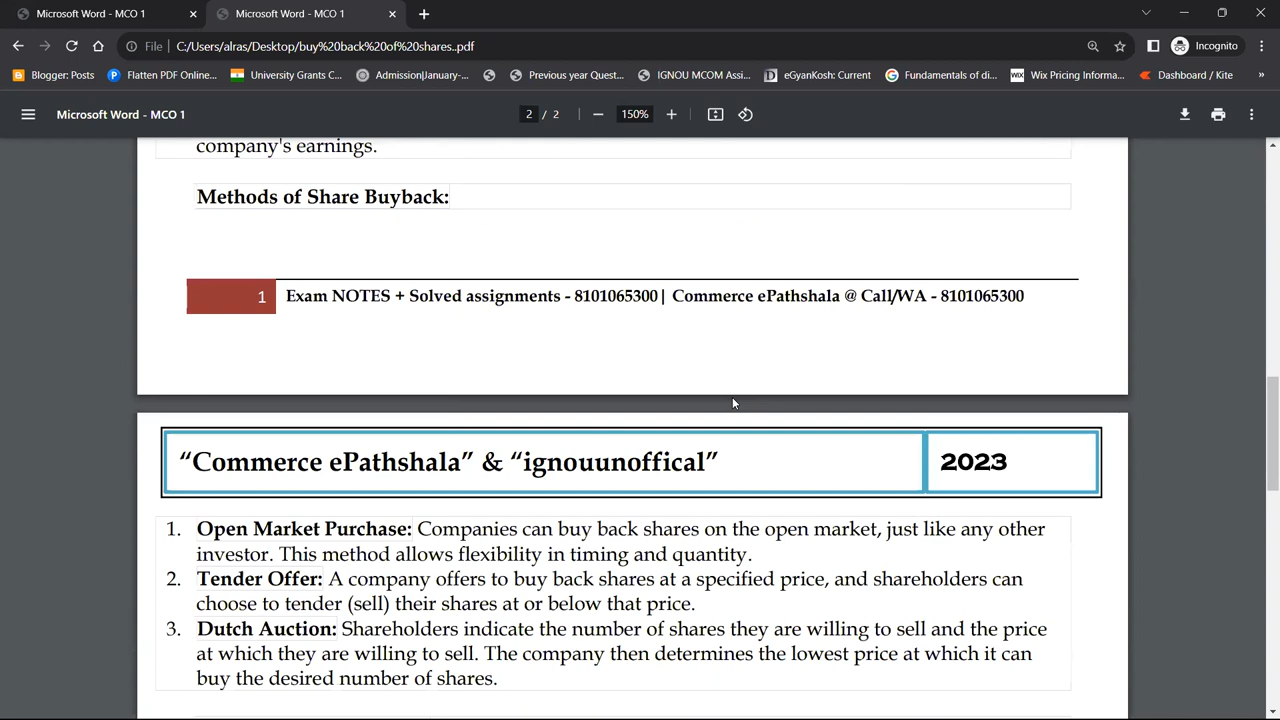 Microsoft Word - MCO 1
Microsoft Word - MCO 1
File C:/Users/alras/Desktop/buy%20back%20of%20shares..pdf
Incognito
Blogger: Posts
Flatten PDF Online...
University Grants C...
Admission|January-...
Previous year Quest...
IGNOU MCOM Assi...
eGyanKosh: Current
Fundamentals of di...
WIX Wix Pricing Informa...
Dashboard / Kite
»
Microsoft Word - MCO 1
2 / 2
150%
company's earnings.
Methods of Share Buyback:
1 Exam NOTES + Solved assignments - 8101065300| Commerce ePathshala @ Call/WA - 8101065300
“Commerce ePathshala” & “ignouunoffical” 2023
1. Open Market Purchase: Companies can buy back shares on the open market, just like any other
investor. This method allows flexibility in timing and quantity.
2. Tender Offer: A company offers to buy back shares at a specified price, and shareholders can
choose to tender (sell) their shares at or below that price.
3. Dutch Auction: Shareholders indicate the number of shares they are willing to sell and the price
at which they are willing to sell. The company then determines the lowest price at which it can
buy the desired number of shares.